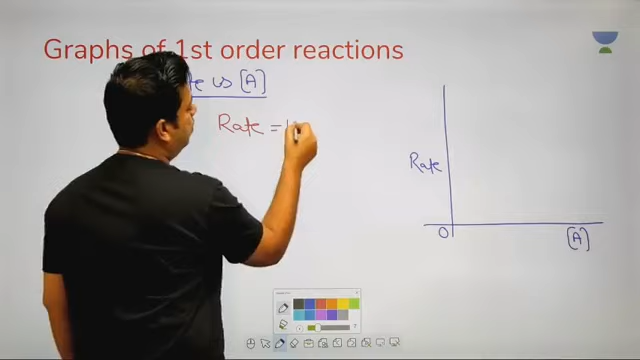 Graphs of 1st order reactions
vs [A]
Rate =
Rate
0
[A]